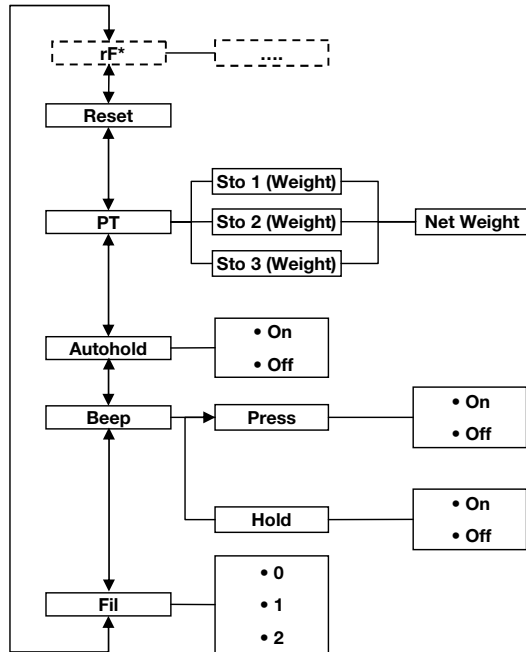 rF*
....
Reset
Sto 1 (Weight)
PT
Sto 2 (Weight)
Net Weight
Sto 3 (Weight)
Autohold
• On
• Off
Beep
Press
• On
• Off
Hold
• On
• Off
Fil
• 0
• 1
• 2